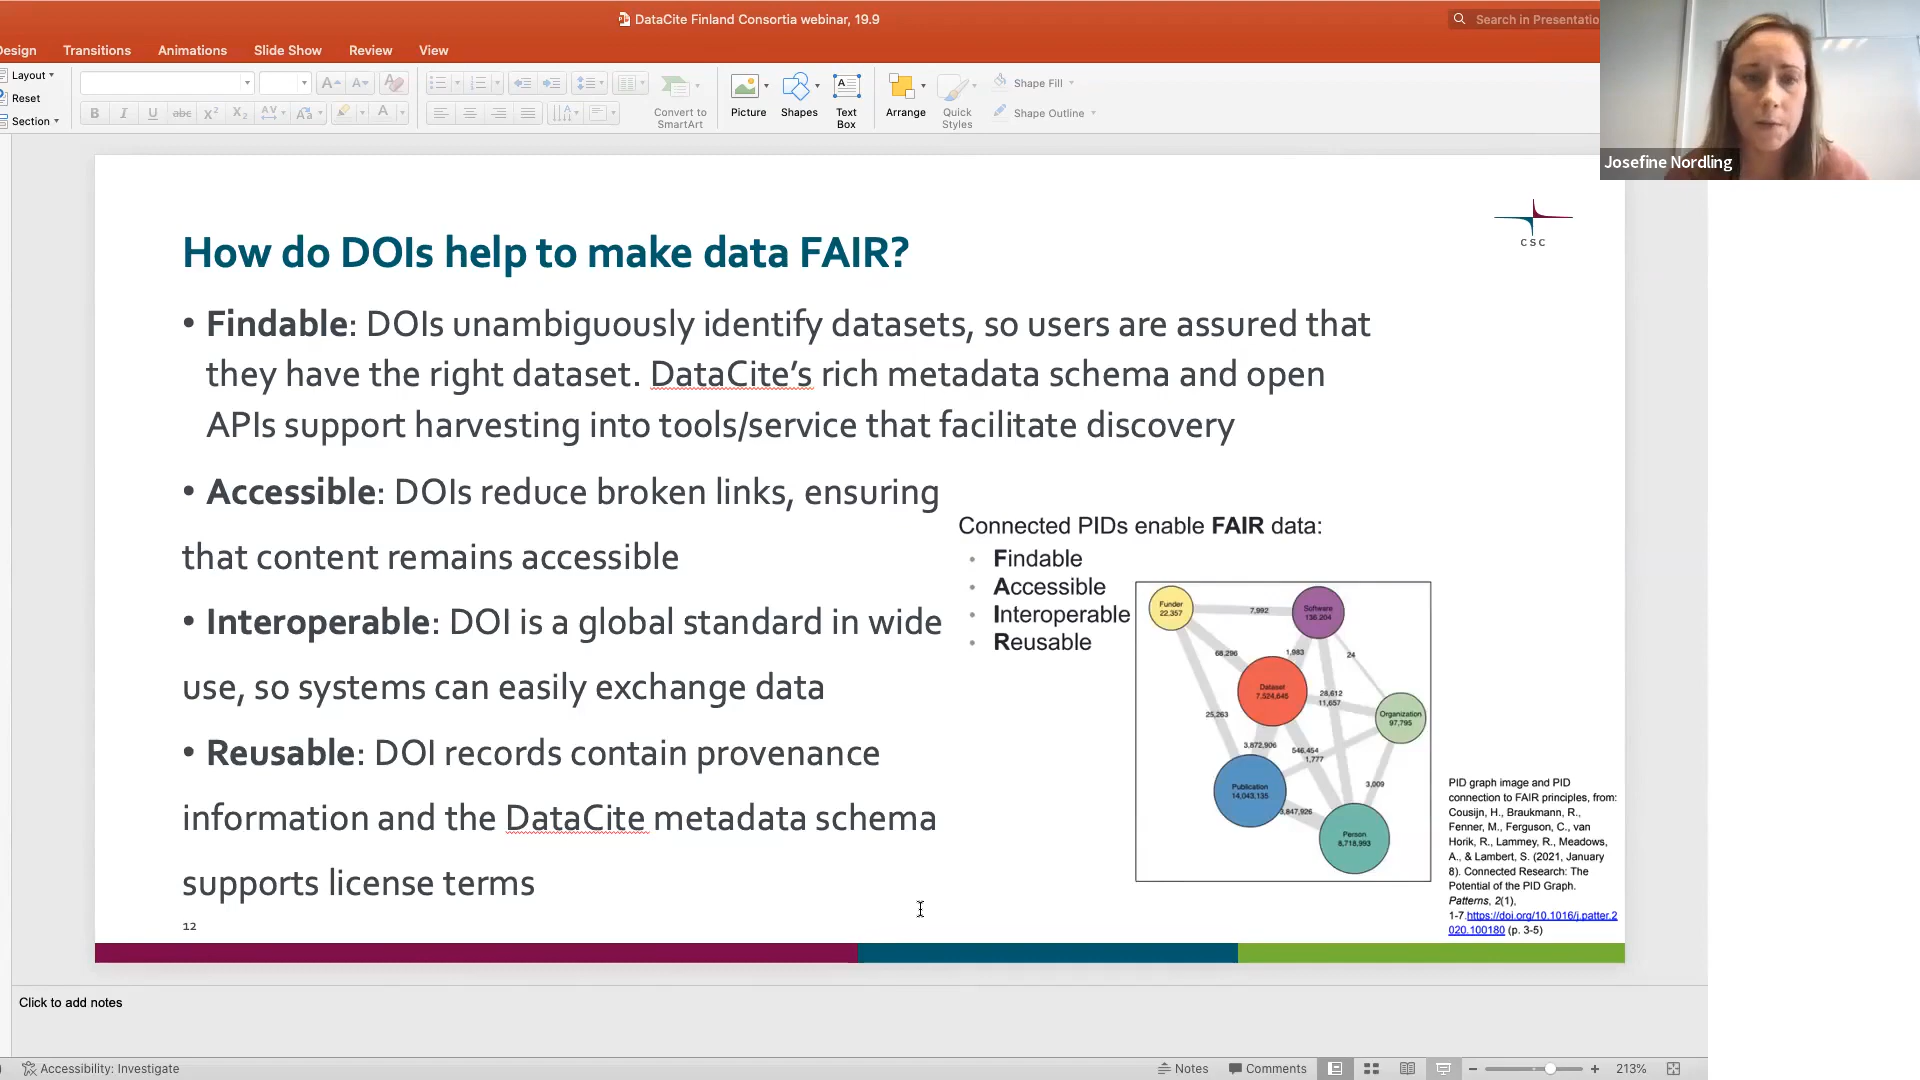 DataCite Finland Consortia webinar, 19.9
Search in Presentatio
Design
Transitions
Animations
Slide Show
Review
View
Layout
Reset
Section
Convert to
SmartArt
Picture
Shapes
Text
Box
Arrange
Quick
Styles
Shape Fill
Shape Outline
Josefine Nordling
CSC
How do DOIs help to make data FAIR?
• Findable: DOIs unambiguously identify datasets, so users are assured that
they have the right dataset. DataCite's rich metadata schema and open
APIs support harvesting into tools/service that facilitate discovery
• Accessible: DOIs reduce broken links, ensuring
that content remains accessible
• Interoperable: DOI is a global standard in wide
use, so systems can easily exchange data
• Reusable: DOI records contain provenance
information and the DataCite metadata schema
supports license terms
Connected PIDs enable FAIR data:
• Findable
• Accessible
• Interoperable
• Reusable
Funder
22,357
7,992
Software
136,204
68,296
1,983
24
Dataset
7,524,645
28,612
11,657
25,263
Organization
97,795
3,872,906
546,454
1,777
Publication
14,043,135
3,009
3,847,926
Person
8,718,993
PID graph image and PID
connection to FAIR principles, from:
Cousijn, H., Braukmann, R.,
Fenner, M., Ferguson, C., van
Horik, R., Lammey, R., Meadows,
A., & Lambert, S. (2021, January
8). Connected Research: The
Potential of the PID Graph.
Patterns, 2(1),
1-7.https://doi.org/10.1016/j.patter.2
020.100180 (p. 3-5)
12
Click to add notes
Accessibility: Investigate
Notes
Comments
213%